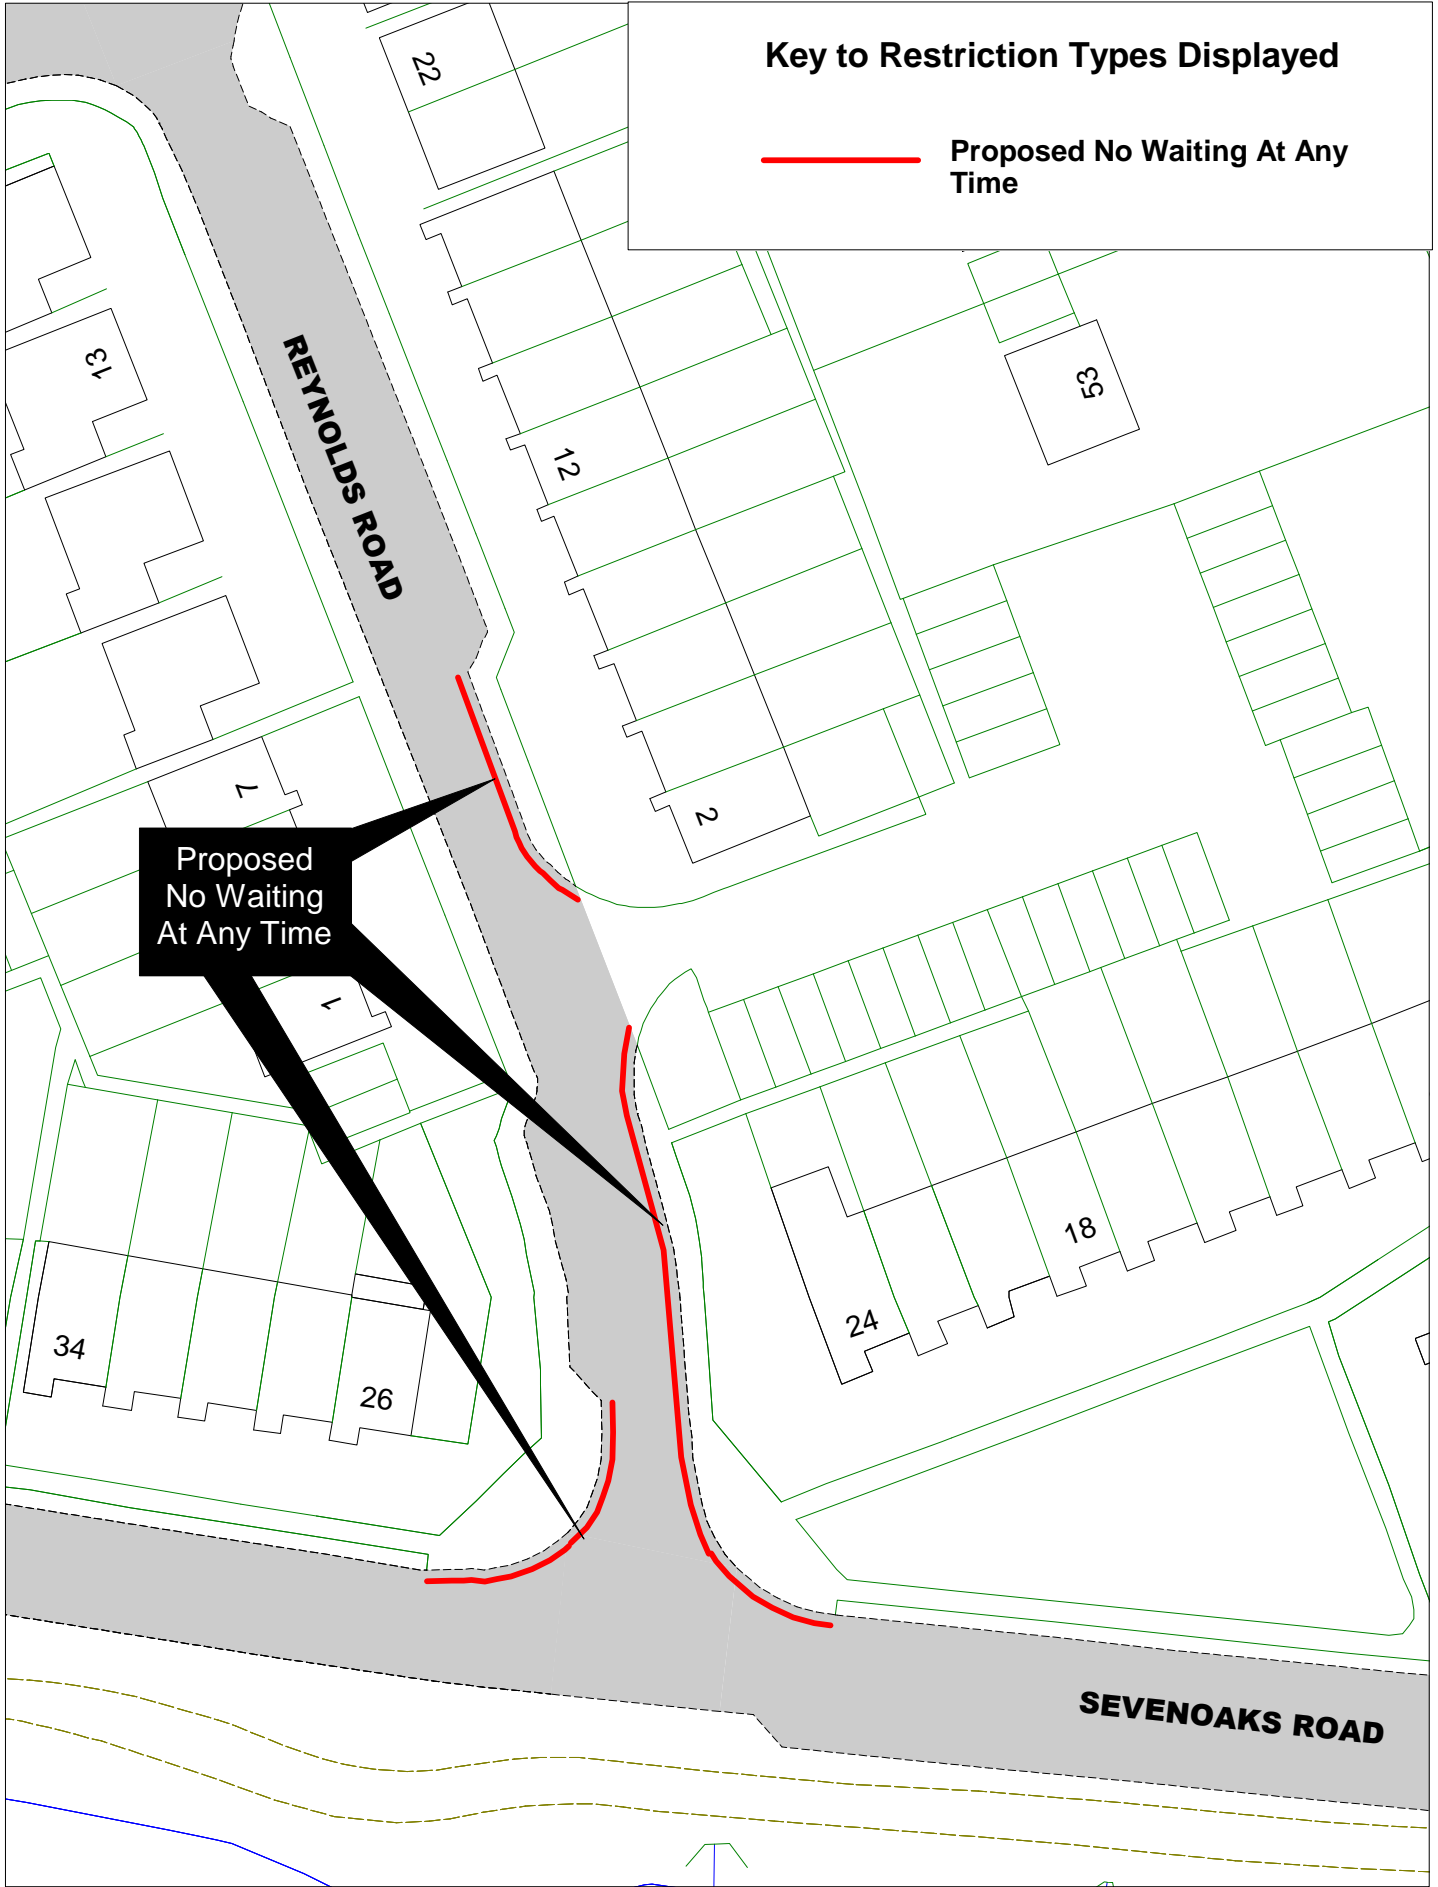 Key to Restriction Types Displayed
Proposed No Waiting At Any
Time
22
13
REYNOLDS ROAD
53
12
7
2
Proposed
No Waiting
At Any Time
1
18
24
34
26
SEVENOAKS ROAD